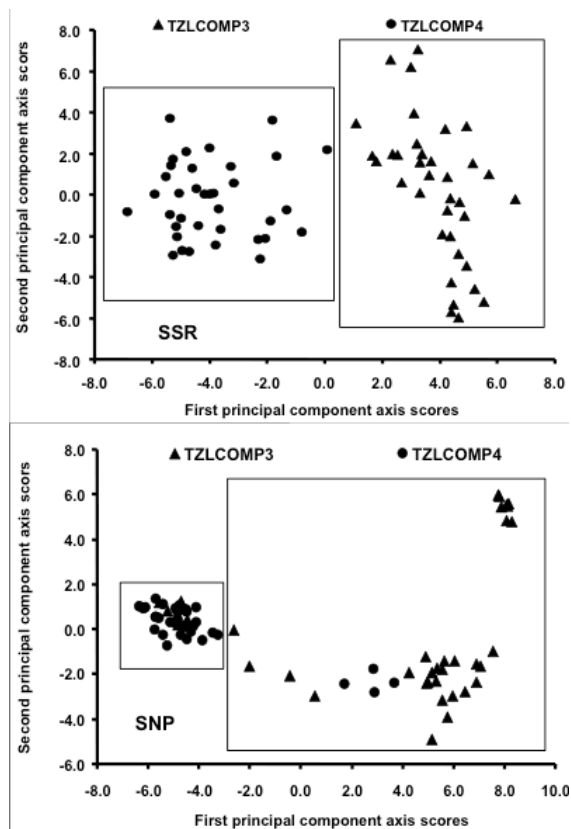 TZLCOMP3 TZLCOMP4
8.0
6.0
4.0
2.0
0.0
-2.0
-4.0
-6.0
-8.0
Second principal component axis scors
SSR
-8.0 -6.0 -4.0 -2.0 0.0 2.0 4.0 6.0 8.0
First principal component axis scores
TZLCOMP3 TZLCOMP4
8.0
6.0
4.0
2.0
0.0
-2.0
-4.0
-6.0
Second principal component axis scors
SNP
-8.0 -6.0 -4.0 -2.0 0.0 2.0 4.0 6.0 8.0 10.0
First principal component axis scores